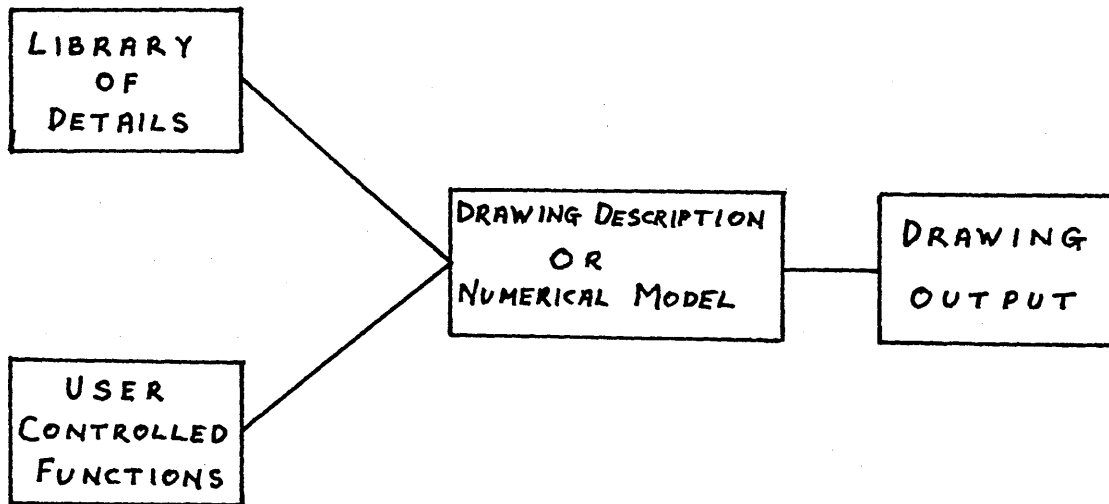 LIBRARY
OF
DETAILS
DRAWING DESCRIPTION
OR
NUMERICAL MODEL
DRAWING
OUTPUT
USER
CONTROLLED
FUNCTIONS